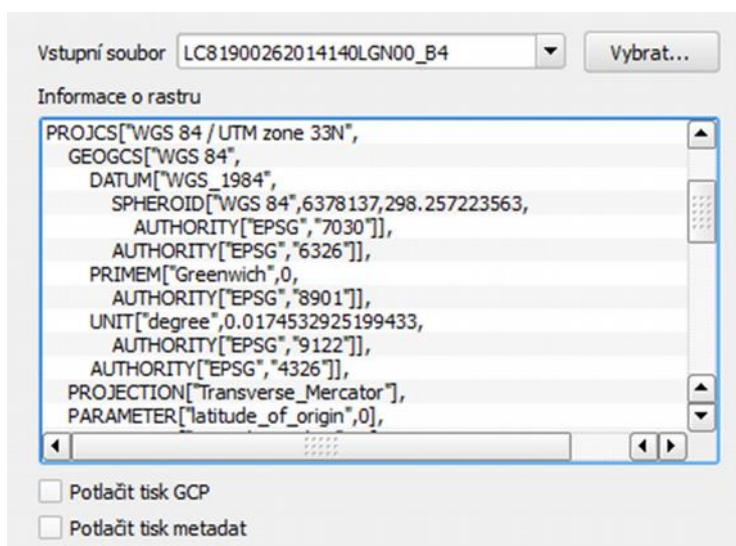 Vstupní soubor LC81900262014140LGN00_B4 Vybrat...
Informace o rastru
PROJCS["WGS 84 / UTM zone 33N",
GEOGCS["WGS 84",
DATUM["WGS_1984",
SPHEROID["WGS 84",6378137,298.257223563,
AUTHORITY["EPSG","7030"]],
AUTHORITY["EPSG","6326"]],
PRIMEM["Greenwich",0,
AUTHORITY["EPSG","8901"]],
UNIT["degree",0.0174532925199433,
AUTHORITY["EPSG","9122"]],
AUTHORITY["EPSG","4326"]],
PROJECTION["Transverse_Mercator"],
PARAMETER["latitude_of_origin",0],
Potlačit tisk GCP
Potlačit tisk metadat